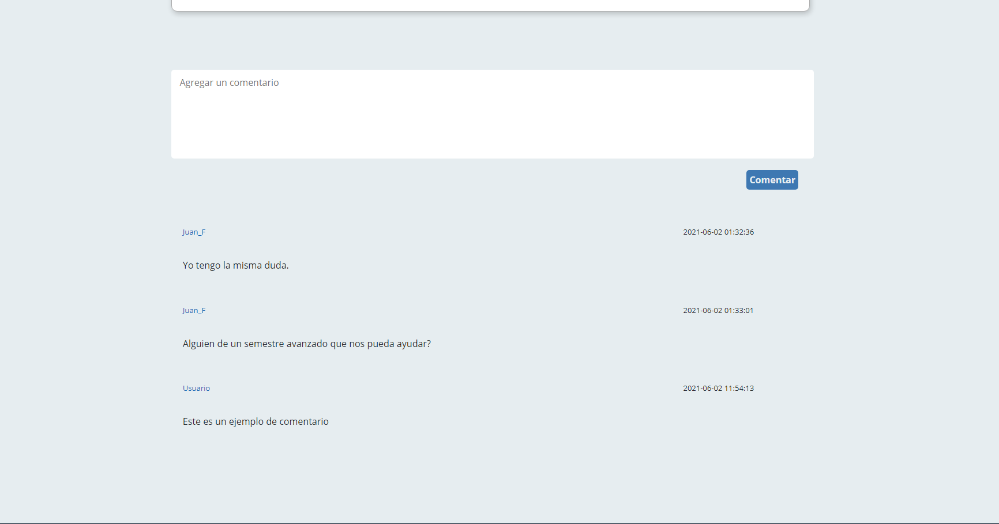 Agregar un comentario
Comentar
Juan_F 2021-06-02 01:32:36
Yo tengo la misma duda.
Juan_F 2021-06-02 01:33:01
Alguien de un semestre avanzado que nos pueda ayudar?
Usuario 2021-06-02 11:54:13
Este es un ejemplo de comentario